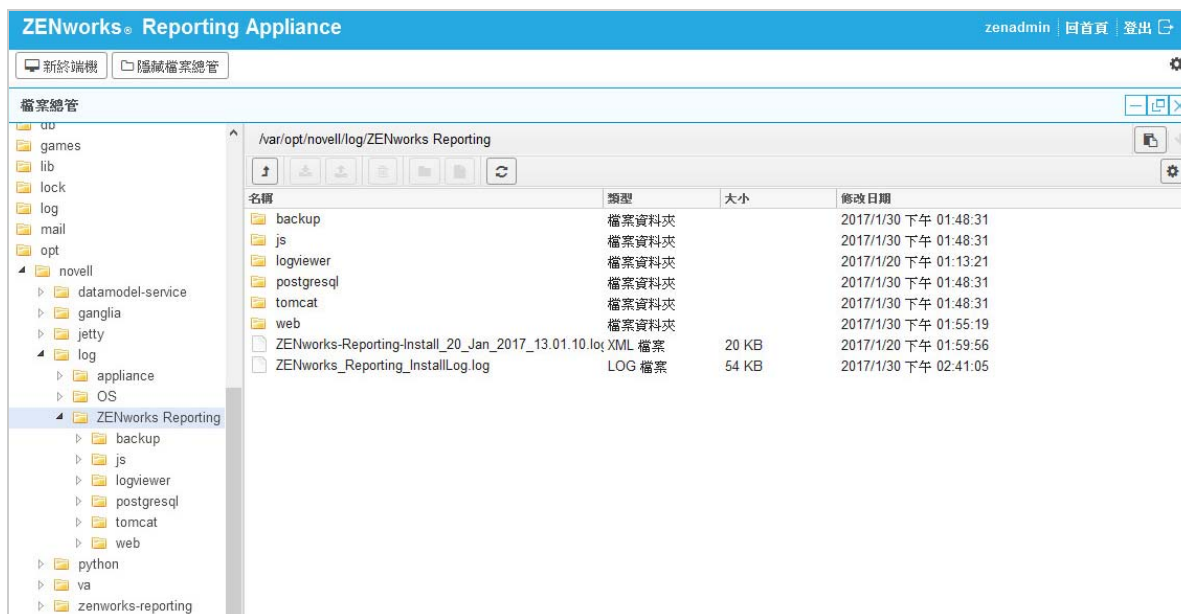 ZENworks® Reporting Appliance
zenadmin 回首頁 登出
新終端機 隱藏檔案總管
檔案總管
db
games
lib
lock
log
mail
opt
novell
datamodel-service
ganglia
jetty
log
appliance
OS
ZENworks Reporting
backup
js
logviewer
postgresql
tomcat
web
python
va
zenworks-reporting
/var/opt/novell/log/ZENworks Reporting
名稱 類型 大小 修改日期
backup 檔案資料夾 2017/1/30 下午 01:48:31
js 檔案資料夾 2017/1/30 下午 01:48:31
logviewer 檔案資料夾 2017/1/20 下午 01:13:21
postgresql 檔案資料夾 2017/1/30 下午 01:48:31
tomcat 檔案資料夾 2017/1/30 下午 01:48:31
web 檔案資料夾 2017/1/30 下午 01:55:19
ZENworks-Reporting-Install_20_Jan_2017_13.01.10.log XML 檔案 20 KB 2017/1/20 下午 01:59:56
ZENworks_Reporting_InstallLog.log LOG 檔案 54 KB 2017/1/30 下午 02:41:05